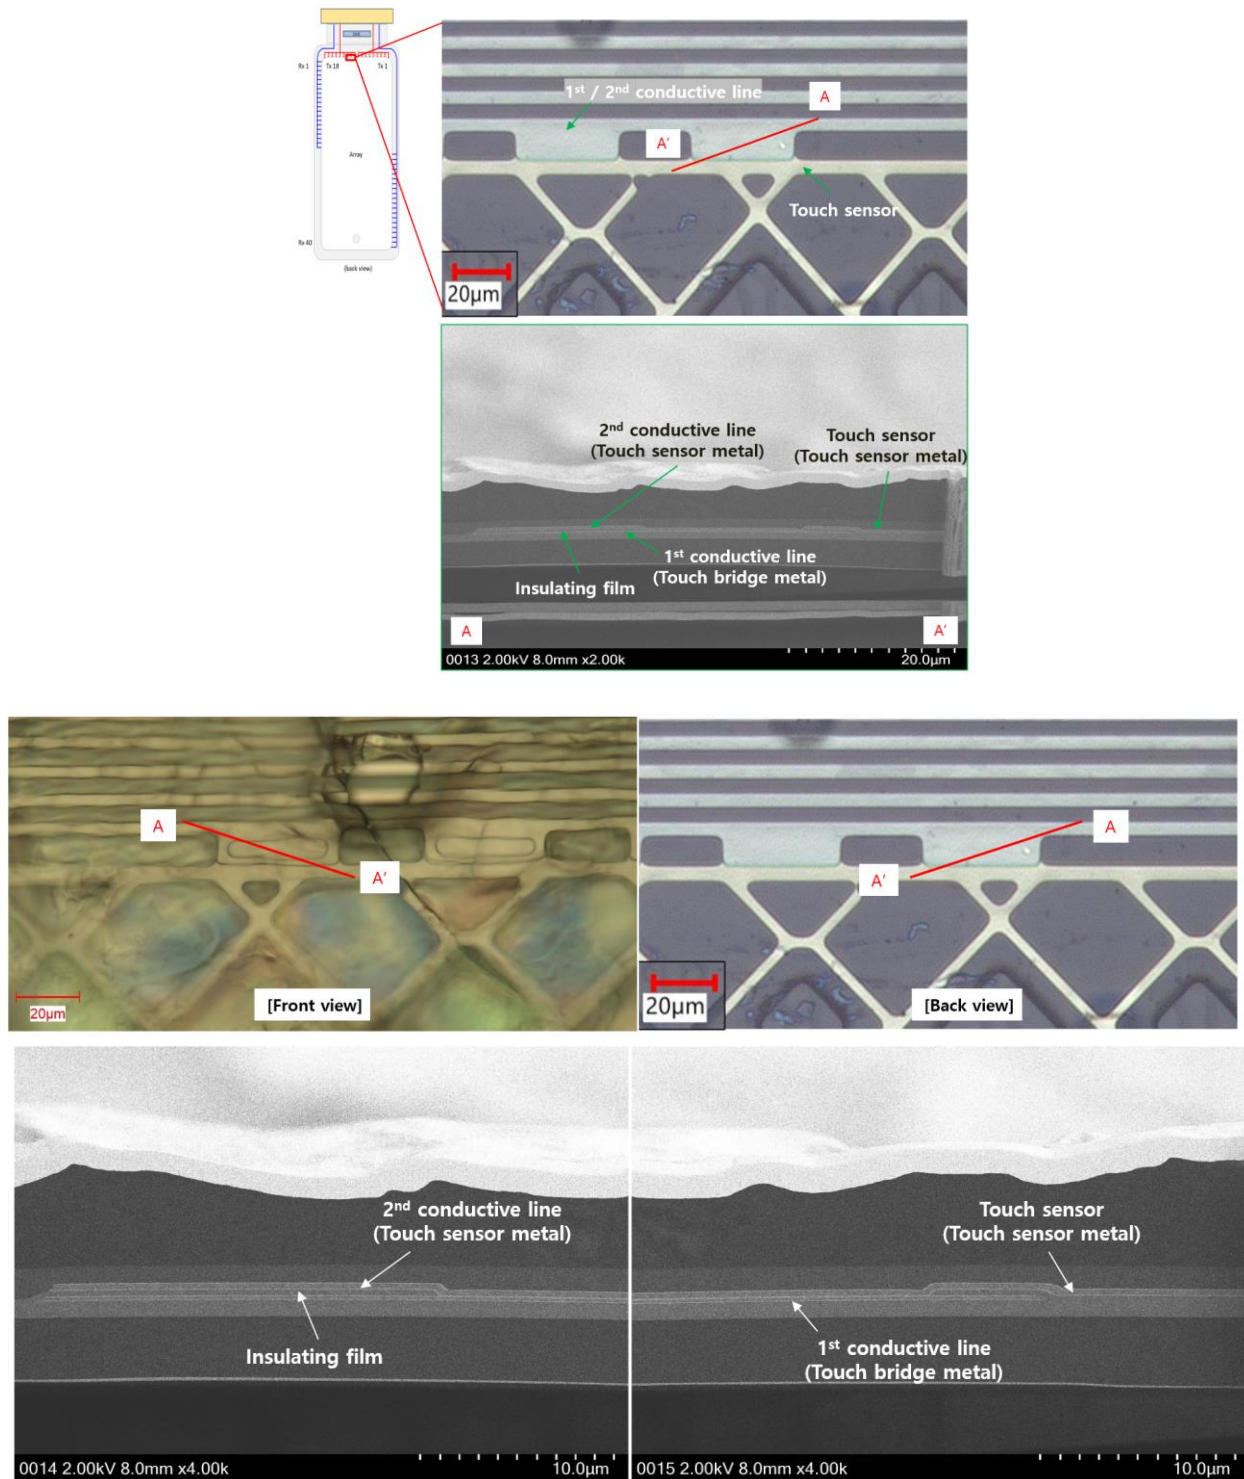 Rx 1
Tx 18
Tx 1
Array
Rx 40
(back view)
1st / 2nd conductive line
A
A'
Touch sensor
20μm
2nd conductive line
(Touch sensor metal)
Touch sensor
(Touch sensor metal)
1st conductive line
(Touch bridge metal)
Insulating film
A
A'
0013 2.00kV 8.0mm x2.00k
20.0μm
A
A'
20μm
[Front view]
A
A'
20μm
[Back view]
2nd conductive line
(Touch sensor metal)
Insulating film
0014 2.00kV 8.0mm x4.00k
10.0μm
Touch sensor
(Touch sensor metal)
1st conductive line
(Touch bridge metal)
0015 2.00kV 8.0mm x4.00k
10.0μm